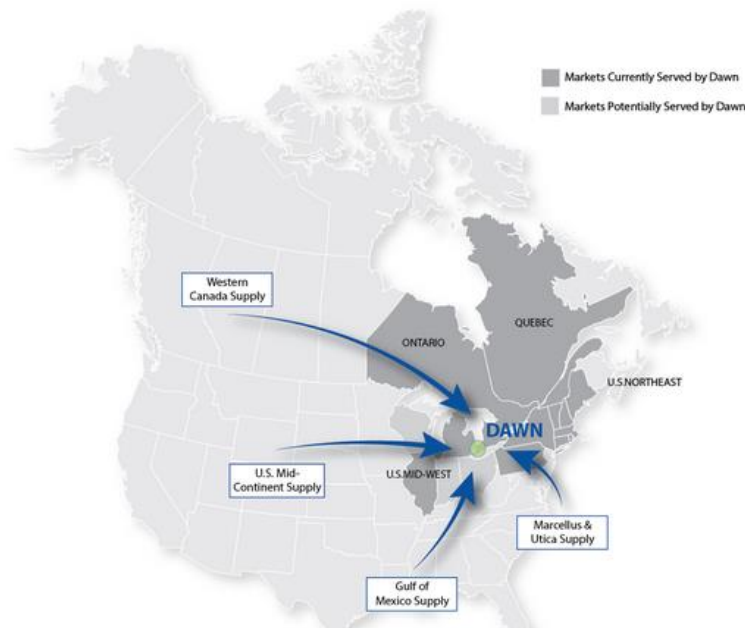 Markets Currently Served by Dawn
Markets Potentially Served by Dawn
Western
Canada Supply
QUEBEC
ONTARIO
U.S.NORTHEAST
DAWN
U.S.MID-WEST
U.S. Mid-
Continent Supply
Marcellus &
Utica Supply
Gulf of
Mexico Supply